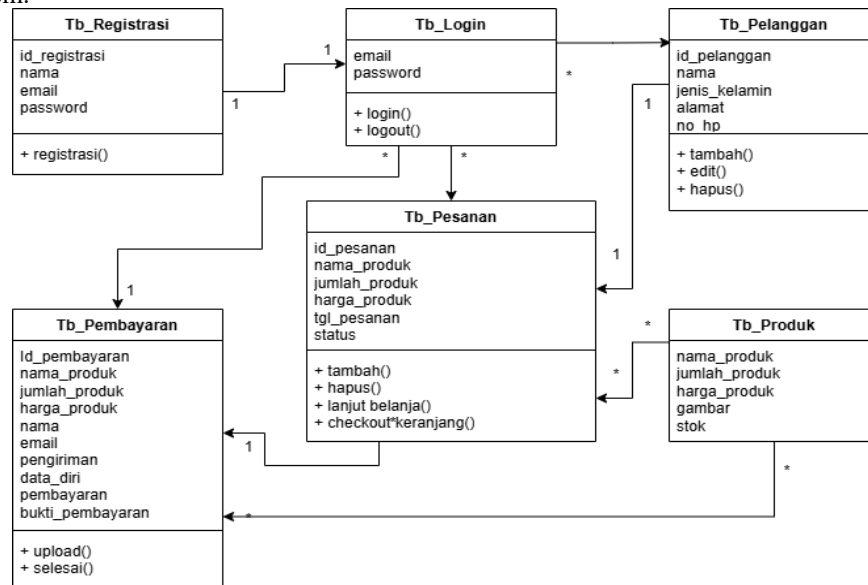 Tb_Registrasi
id_registrasi
nama
email
password
+ registrasi()
1
1
Tb_Login
email
password
+ login()
+ logout()
*
*
*
Tb_Pelanggan
id_pelanggan
nama
jenis_kelamin
alamat
no_hp
+ tambah()
+ edit()
+ hapus()
1
1
Tb_Pesanan
id_pesanan
nama_produk
jumlah_produk
harga_produk
tgl_pesanan
status
+ tambah()
+ hapus()
+ lanjut belanja()
+ checkout*keranjang()
1
1
Tb_Pembayaran
Id_pembayaran
nama_produk
jumlah_produk
harga_produk
nama
email
pengiriman
data_diri
pembayaran
bukti_pembayaran
+ upload()
+ selesai()
*
*
Tb_Produk
nama_produk
jumlah_produk
harga_produk
gambar
stok
*
*